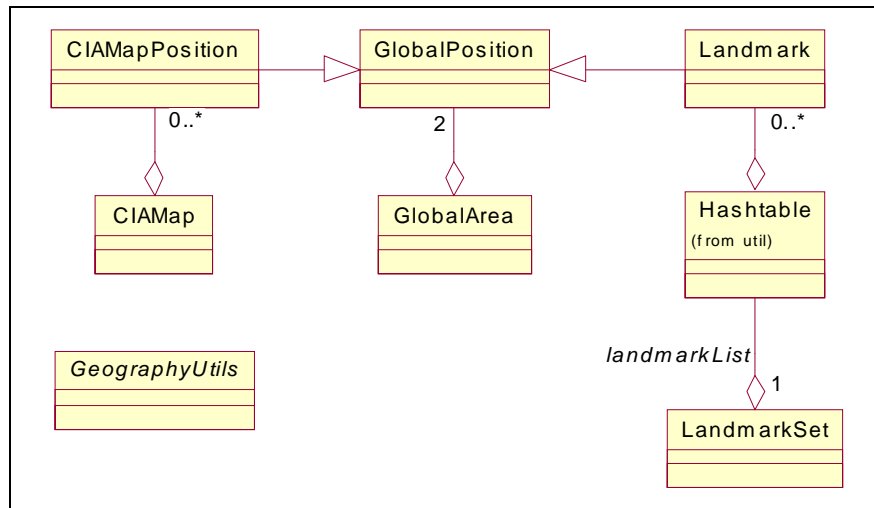 CIAMapPosition
GlobalPosition
Landmark
0..*
2
0..*
CIAMap
GlobalArea
Hashtable
(from util)
GeographyUtils
landmarkList
1
LandmarkSet